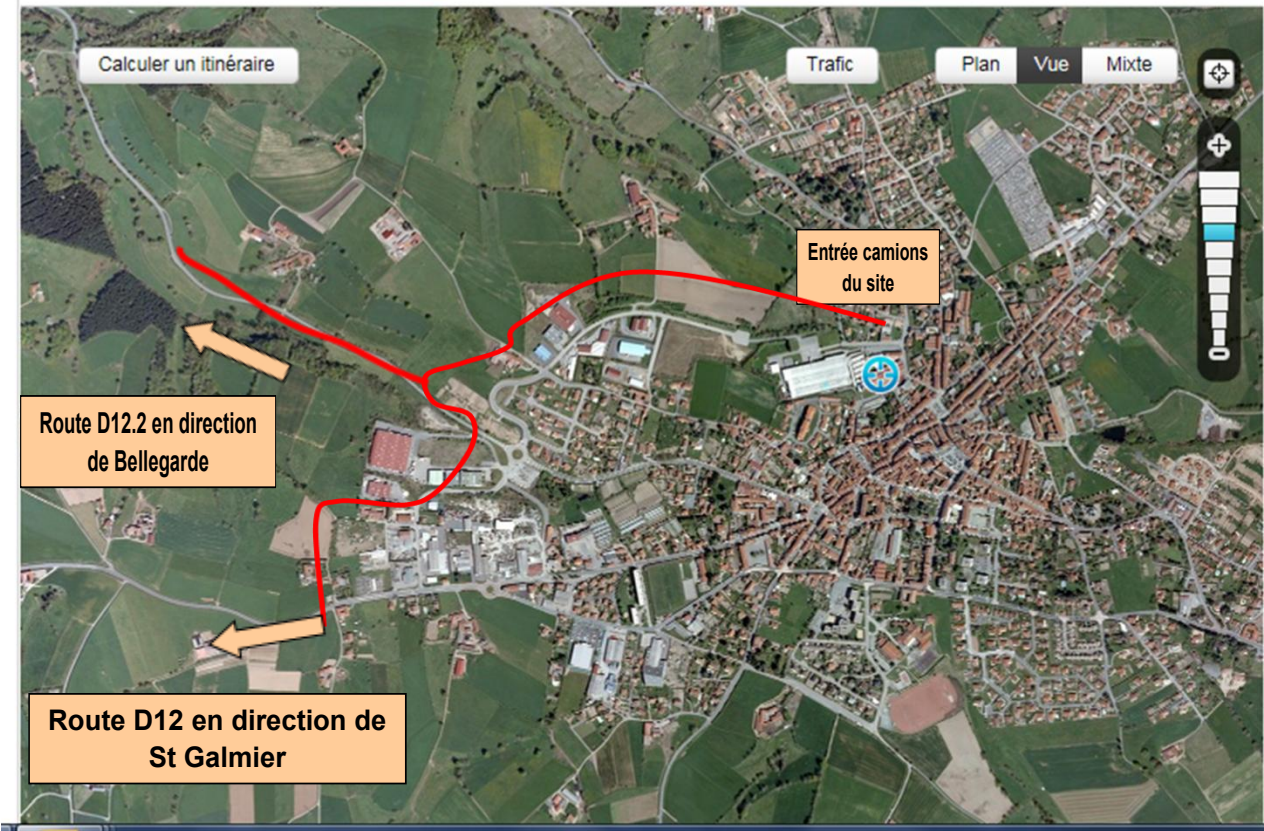 Calculer un itinéraire
Trafic
Plan
Vue
Mixte
Entrée camions
du site
Route D12.2 en direction
de Bellegarde
Route D12 en direction de
St Galmier